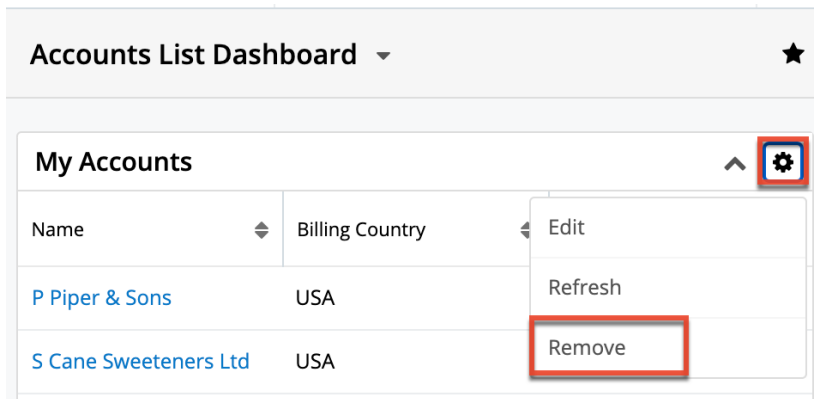 Accounts List Dashboard
My Accounts
Name
Billing Country
Edit
Refresh
Remove
P Piper & Sons
USA
S Cane Sweeteners Ltd
USA